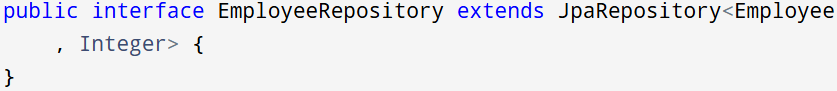 public interface EmployeeRepository extends JpaRepository<Employee
    , Integer> {
}